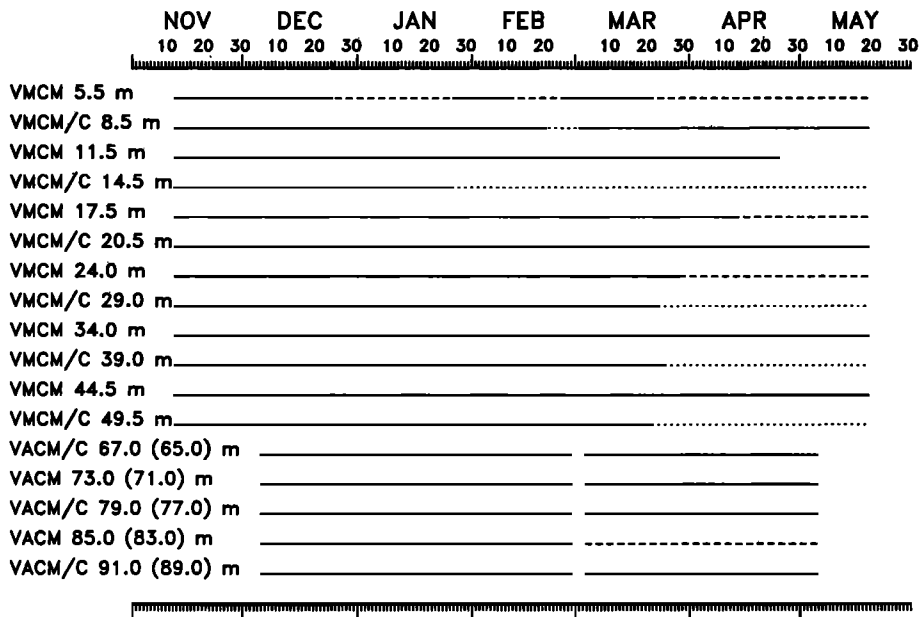 NOV DEC JAN FEB MAR APR MAY
10 20 30 10 20 30 10 20 30 10 20 10 20 30 10 20 30 10 20 30
VMCM 5.5 m
VMCM/C 8.5 m
VMCM 11.5 m
VMCM/C 14.5 m
VMCM 17.5 m
VMCM/C 20.5 m
VMCM 24.0 m
VMCM/C 29.0 m
VMCM 34.0 m
VMCM/C 39.0 m
VMCM 44.5 m
VMCM/C 49.5 m
VACM/C 67.0 (65.0) m
VACM 73.0 (71.0) m
VACM/C 79.0 (77.0) m
VACM 85.0 (83.0) m
VACM/C 91.0 (89.0) m